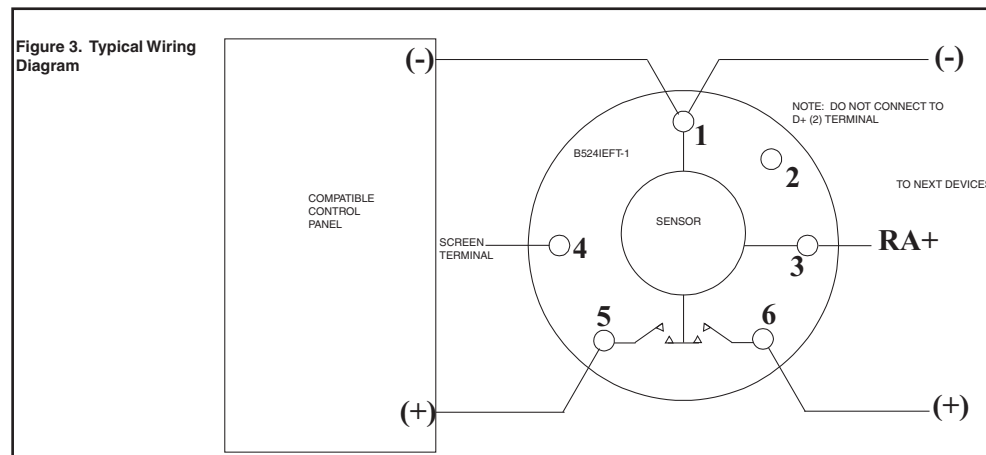 Figure 3. Typical Wiring
Diagram
(-)
(-)
NOTE: DO NOT CONNECT TO
D+ (2) TERMINAL
1
B524IEFT-1
2
TO NEXT DEVICES
COMPATIBLE
CONTROL
PANEL
SENSOR
SCREEN
TERMINAL
4
3
RA+
5
6
(+)
(+)